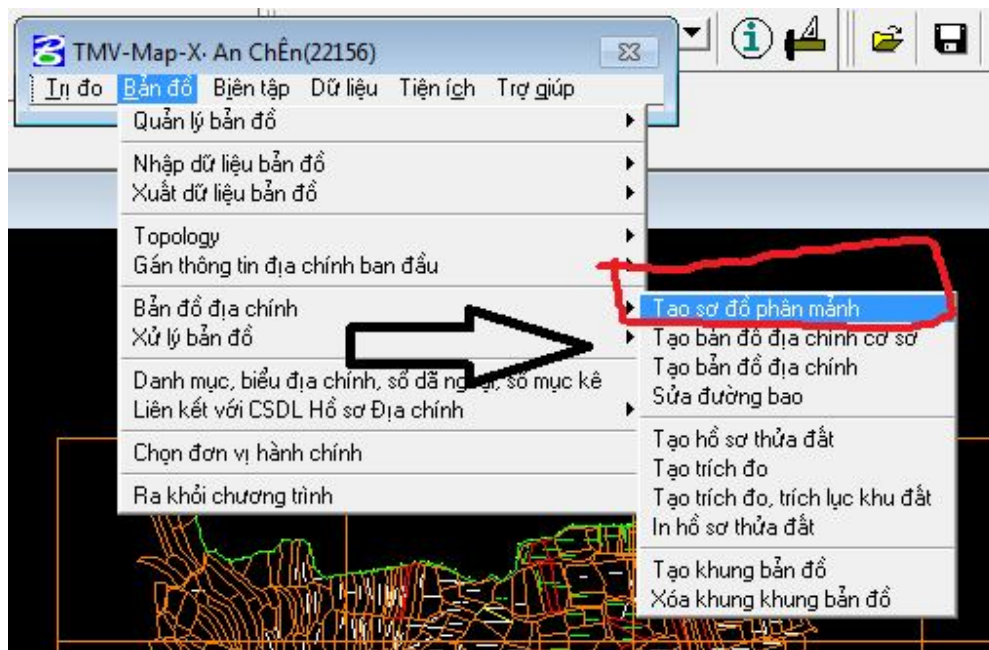 TMV-Map-X· An ChÊn(22156)
Trị đo Bản đồ Biên tập Dữ liệu Tiện ích Trợ giúp
Quản lý bản đồ
Nhập dữ liệu bản đồ
Xuất dữ liệu bản đồ
Topology
Gán thông tin địa chính ban đầu
Bản đồ địa chính
Xử lý bản đồ
Danh mục, biểu địa chính, sổ dã ngoại, sổ mục kê
Liên kết với CSDL Hồ sơ Địa chính
Chọn đơn vị hành chính
Ra khỏi chương trình
Tạo sơ đồ phân mảnh
Tạo bản đồ địa chính cơ sở
Tạo bản đồ địa chính
Sửa đường bao
Tạo hồ sơ thửa đất
Tạo trích đo
Tạo trích đo, trích lục khu đất
In hồ sơ thửa đất
Tạo khung bản đồ
Xóa khung khung bản đồ